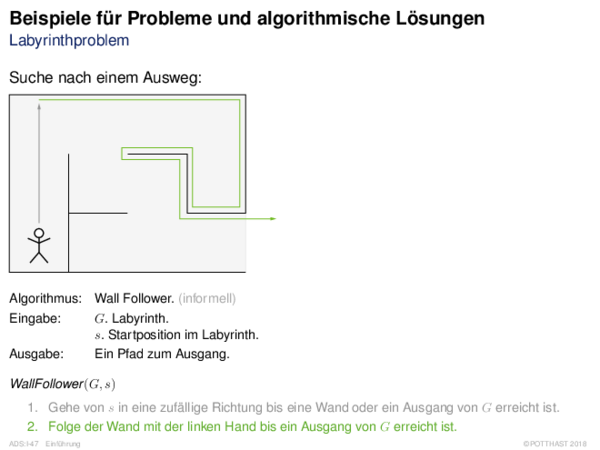 Beispiele für Probleme und algorithmische Lösungen
Labyrinthproblem
Suche nach einem Ausweg:
Algorithmus: Wall Follower. (informell)
Eingabe: G. Labyrinth.
s. Startposition im Labyrinth.
Ausgabe: Ein Pfad zum Ausgang.
WallFollower(G, s)
1. Gehe von s in eine zufällige Richtung bis eine Wand oder ein Ausgang von G erreicht ist.
2. Folge der Wand mit der linken Hand bis ein Ausgang von G erreicht ist.
ADS:I-47 Einführung ©POTTHAST 2018